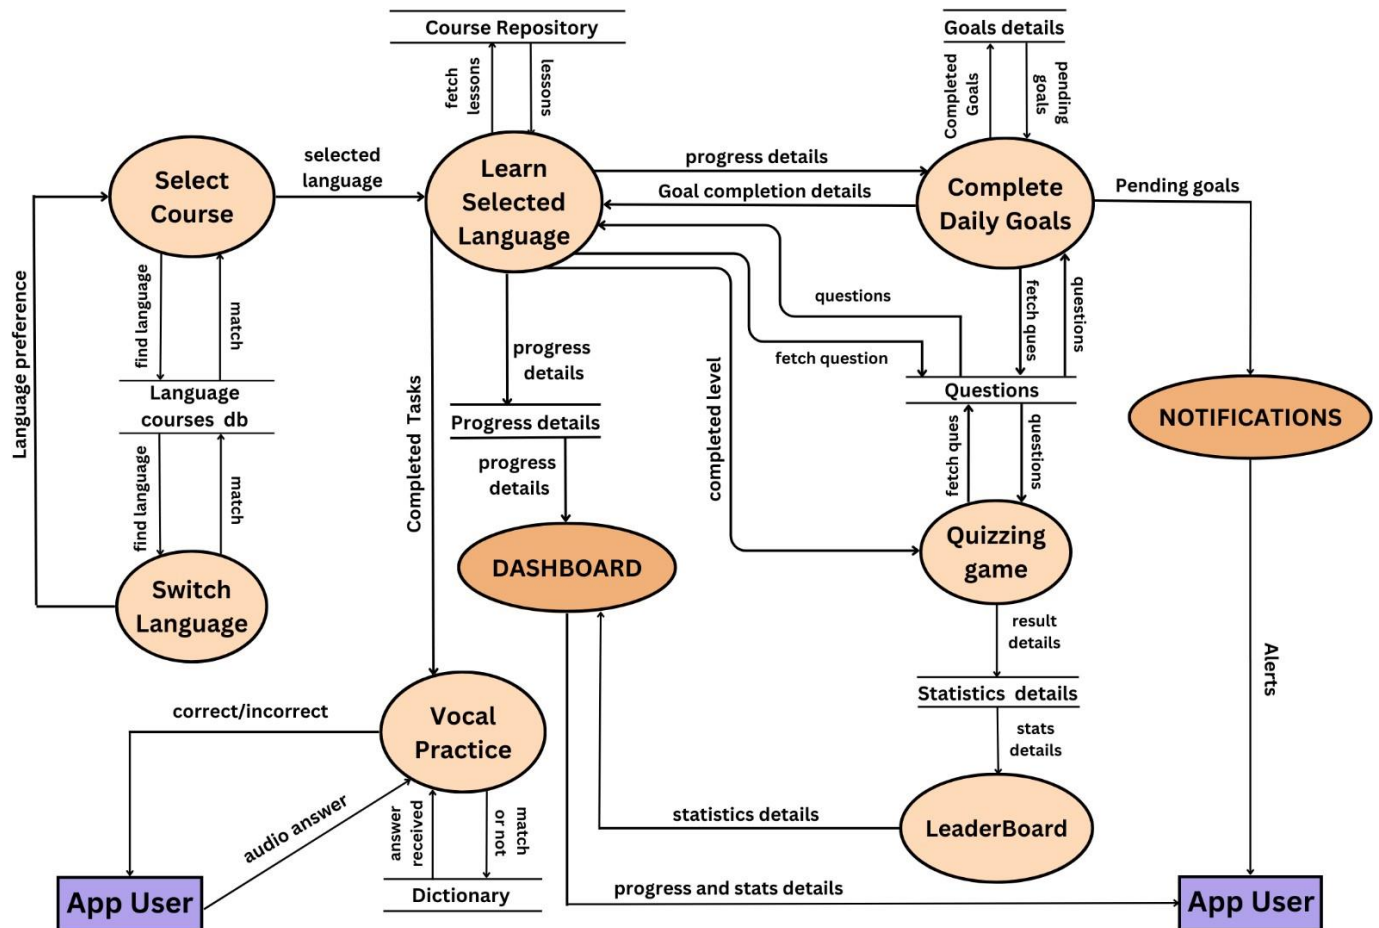 Course Repository
Goals details
fetch
lessons
lessons
Completed
Goals
pending
goals
Select
Course
selected
language
Learn
Selected
Language
progress details
Goal completion details
Complete
Daily Goals
Pending goals
Language preference
find language
match
questions
fetch question
fetch ques
questions
Language
courses db
progress
details
Completed Tasks
completed level
Questions
NOTIFICATIONS
Progress details
find language
match
progress
details
fetch ques
questions
Switch
Language
DASHBOARD
Quizzing
game
result
details
Alerts
Statistics details
correct/incorrect
Vocal
Practice
stats
details
audio answer
answer
received
match
or not
statistics details
LeaderBoard
App User
Dictionary
progress and stats details
App User